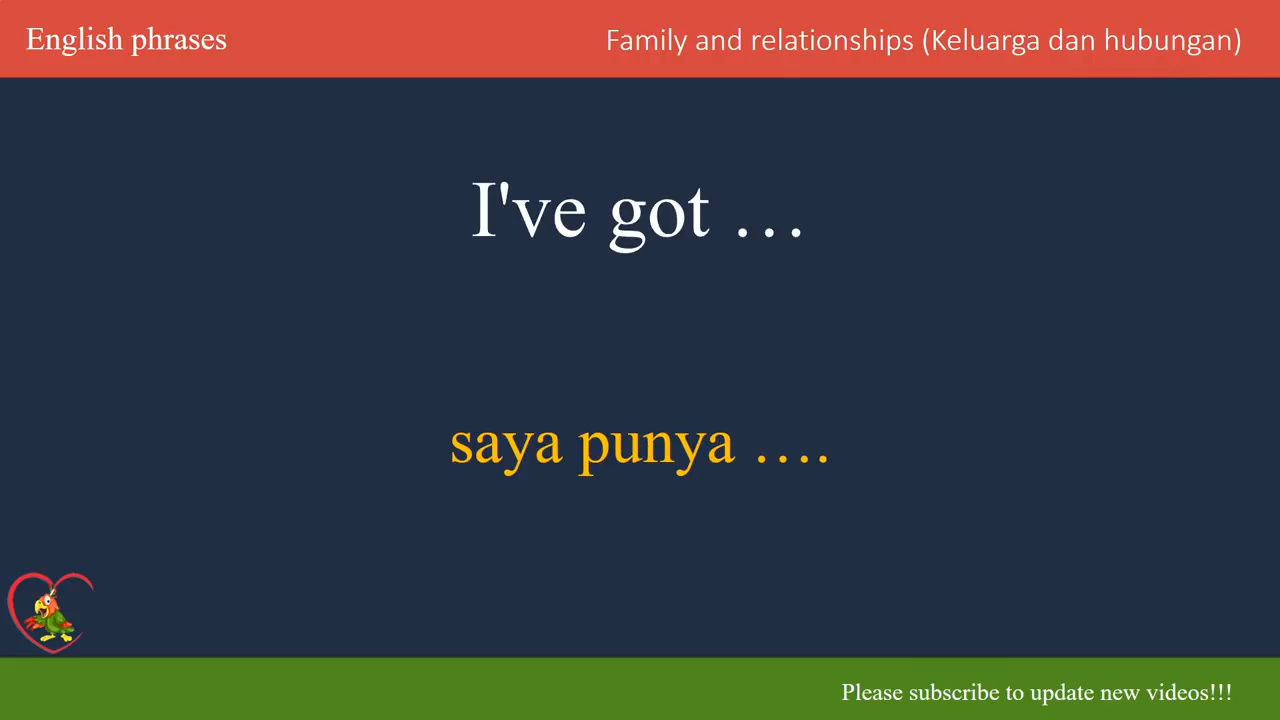 English phrases
Family and relationships (Keluarga dan hubungan)
I've got …
saya punya ….
Please subscribe to update new videos!!!